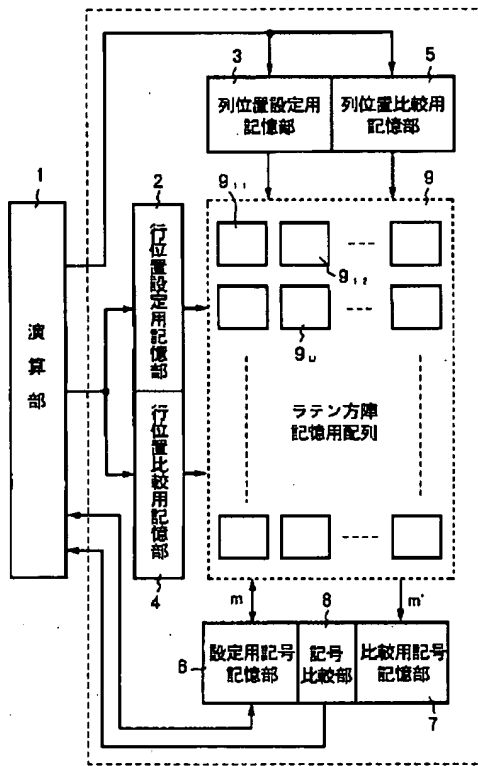 3
5
列位置設定用
記憶部
列位置比較用
記憶部
1
演算部
2
行位置設定用記憶部
行位置比較用記憶部
4
9₁₁
9
9₁₂
9ᵢⱼ
ラテン方陣
記憶用配列
m
8
m'
6
設定用記号
記憶部
記号
比較部
比較用記号
記憶部
7